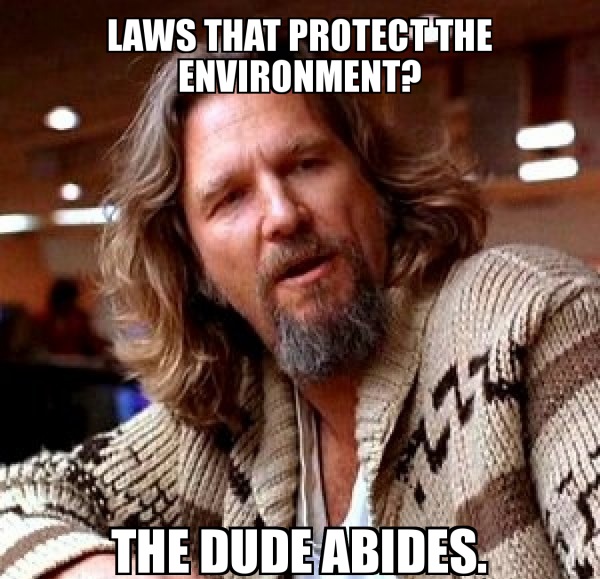 LAWS THAT PROTECT THE
ENVIRONMENT?
THE DUDE ABIDES.